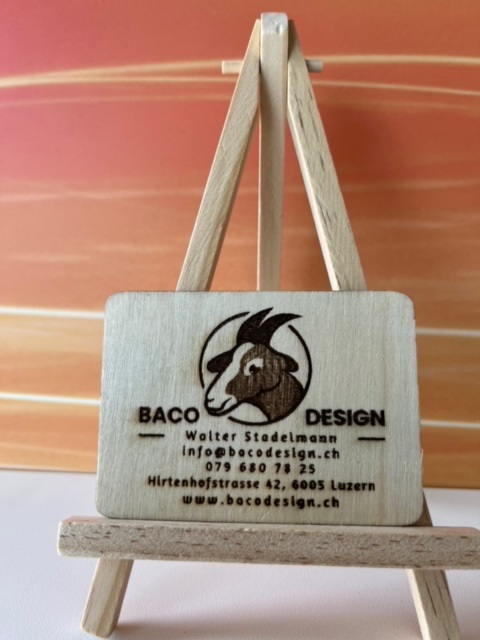 BACO DESIGN
Walter Stadelmann
info@bacodesign.ch
079 680 78 25
Hirtenhofstrasse 42, 6005 Luzern
www.bacodesign.ch